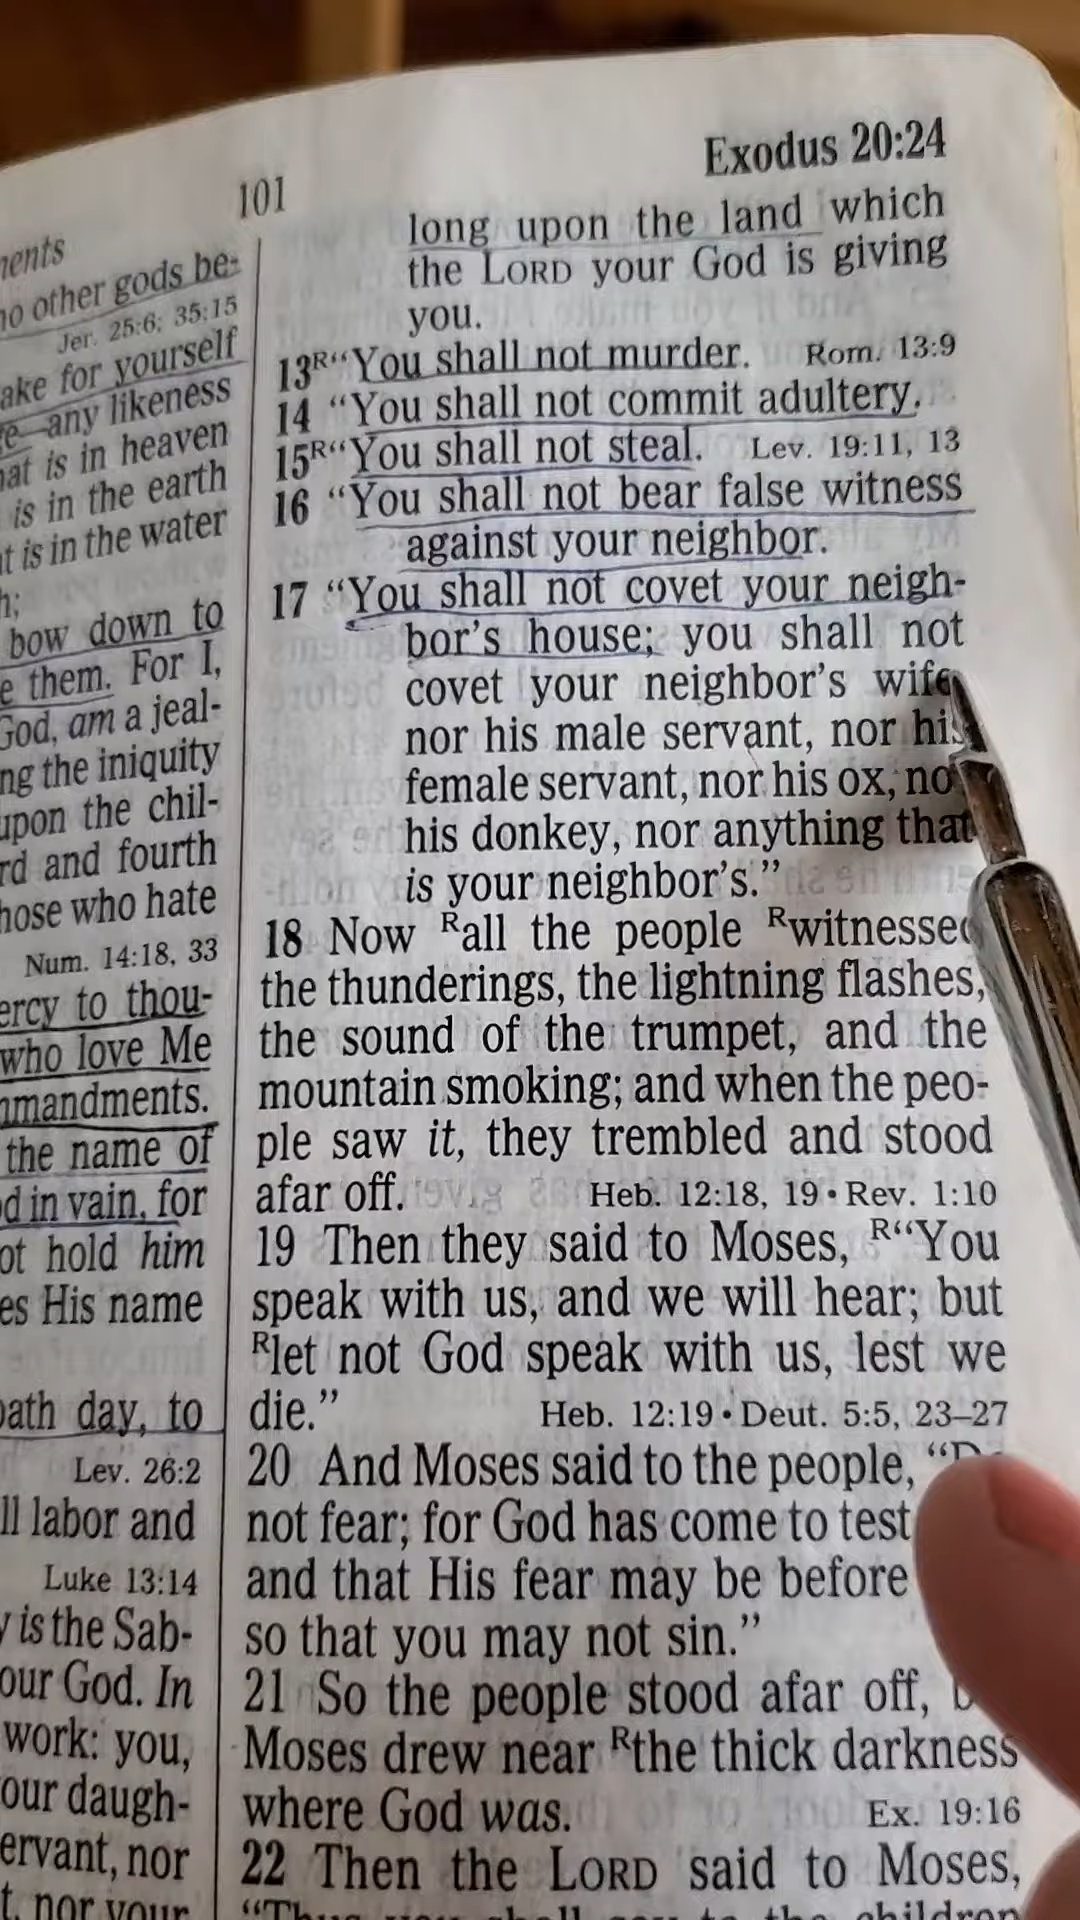 101
Exodus 20:24
no other gods be-
Jer. 25:6; 35:15
for yourself
any likeness
is in heaven
is in the earth
is in the water
bow down to
them. For I,
God, am a jeal-
the iniquity
upon the chil-
and fourth
who hate
Num. 14:18, 33
to thou-
who love Me
the name of
in vain, for
hold him
His name
day, to
Lev. 26:2
labor and
Luke 13:14
is the Sab-
God. In
work: you,
daugh-
nor
nor your
long upon the land which
the LORD your God is giving
you.
13 R“You shall not murder. Rom. 13:9
14 “You shall not commit adultery.
15 R“You shall not steal. Lev. 19:11, 13
16 “You shall not bear false witness
against your neighbor.
17 “You shall not covet your neigh-
bor’s house; you shall not
covet your neighbor’s wife
nor his male servant, nor his
female servant, nor his ox,
his donkey, nor anything that
is your neighbor’s.”
18 Now Rall the people Rwitnessed
the thunderings, the lightning flashes,
the sound of the trumpet, and the
mountain smoking; and when the peo-
ple saw it, they trembled and stood
afar off. Heb. 12:18, 19 • Rev. 1:10
19 Then they said to Moses, R“You
speak with us, and we will hear; but
Rlet not God speak with us, lest we
die.” Heb. 12:19 • Deut. 5:5, 23–27
20 And Moses said to the people,
not fear; for God has come to test
and that His fear may be before
so that you may not sin.”
21 So the people stood afar off,
Moses drew near Rthe thick darkness
where God was. Ex. 19:16
22 Then the LORD said to Moses,